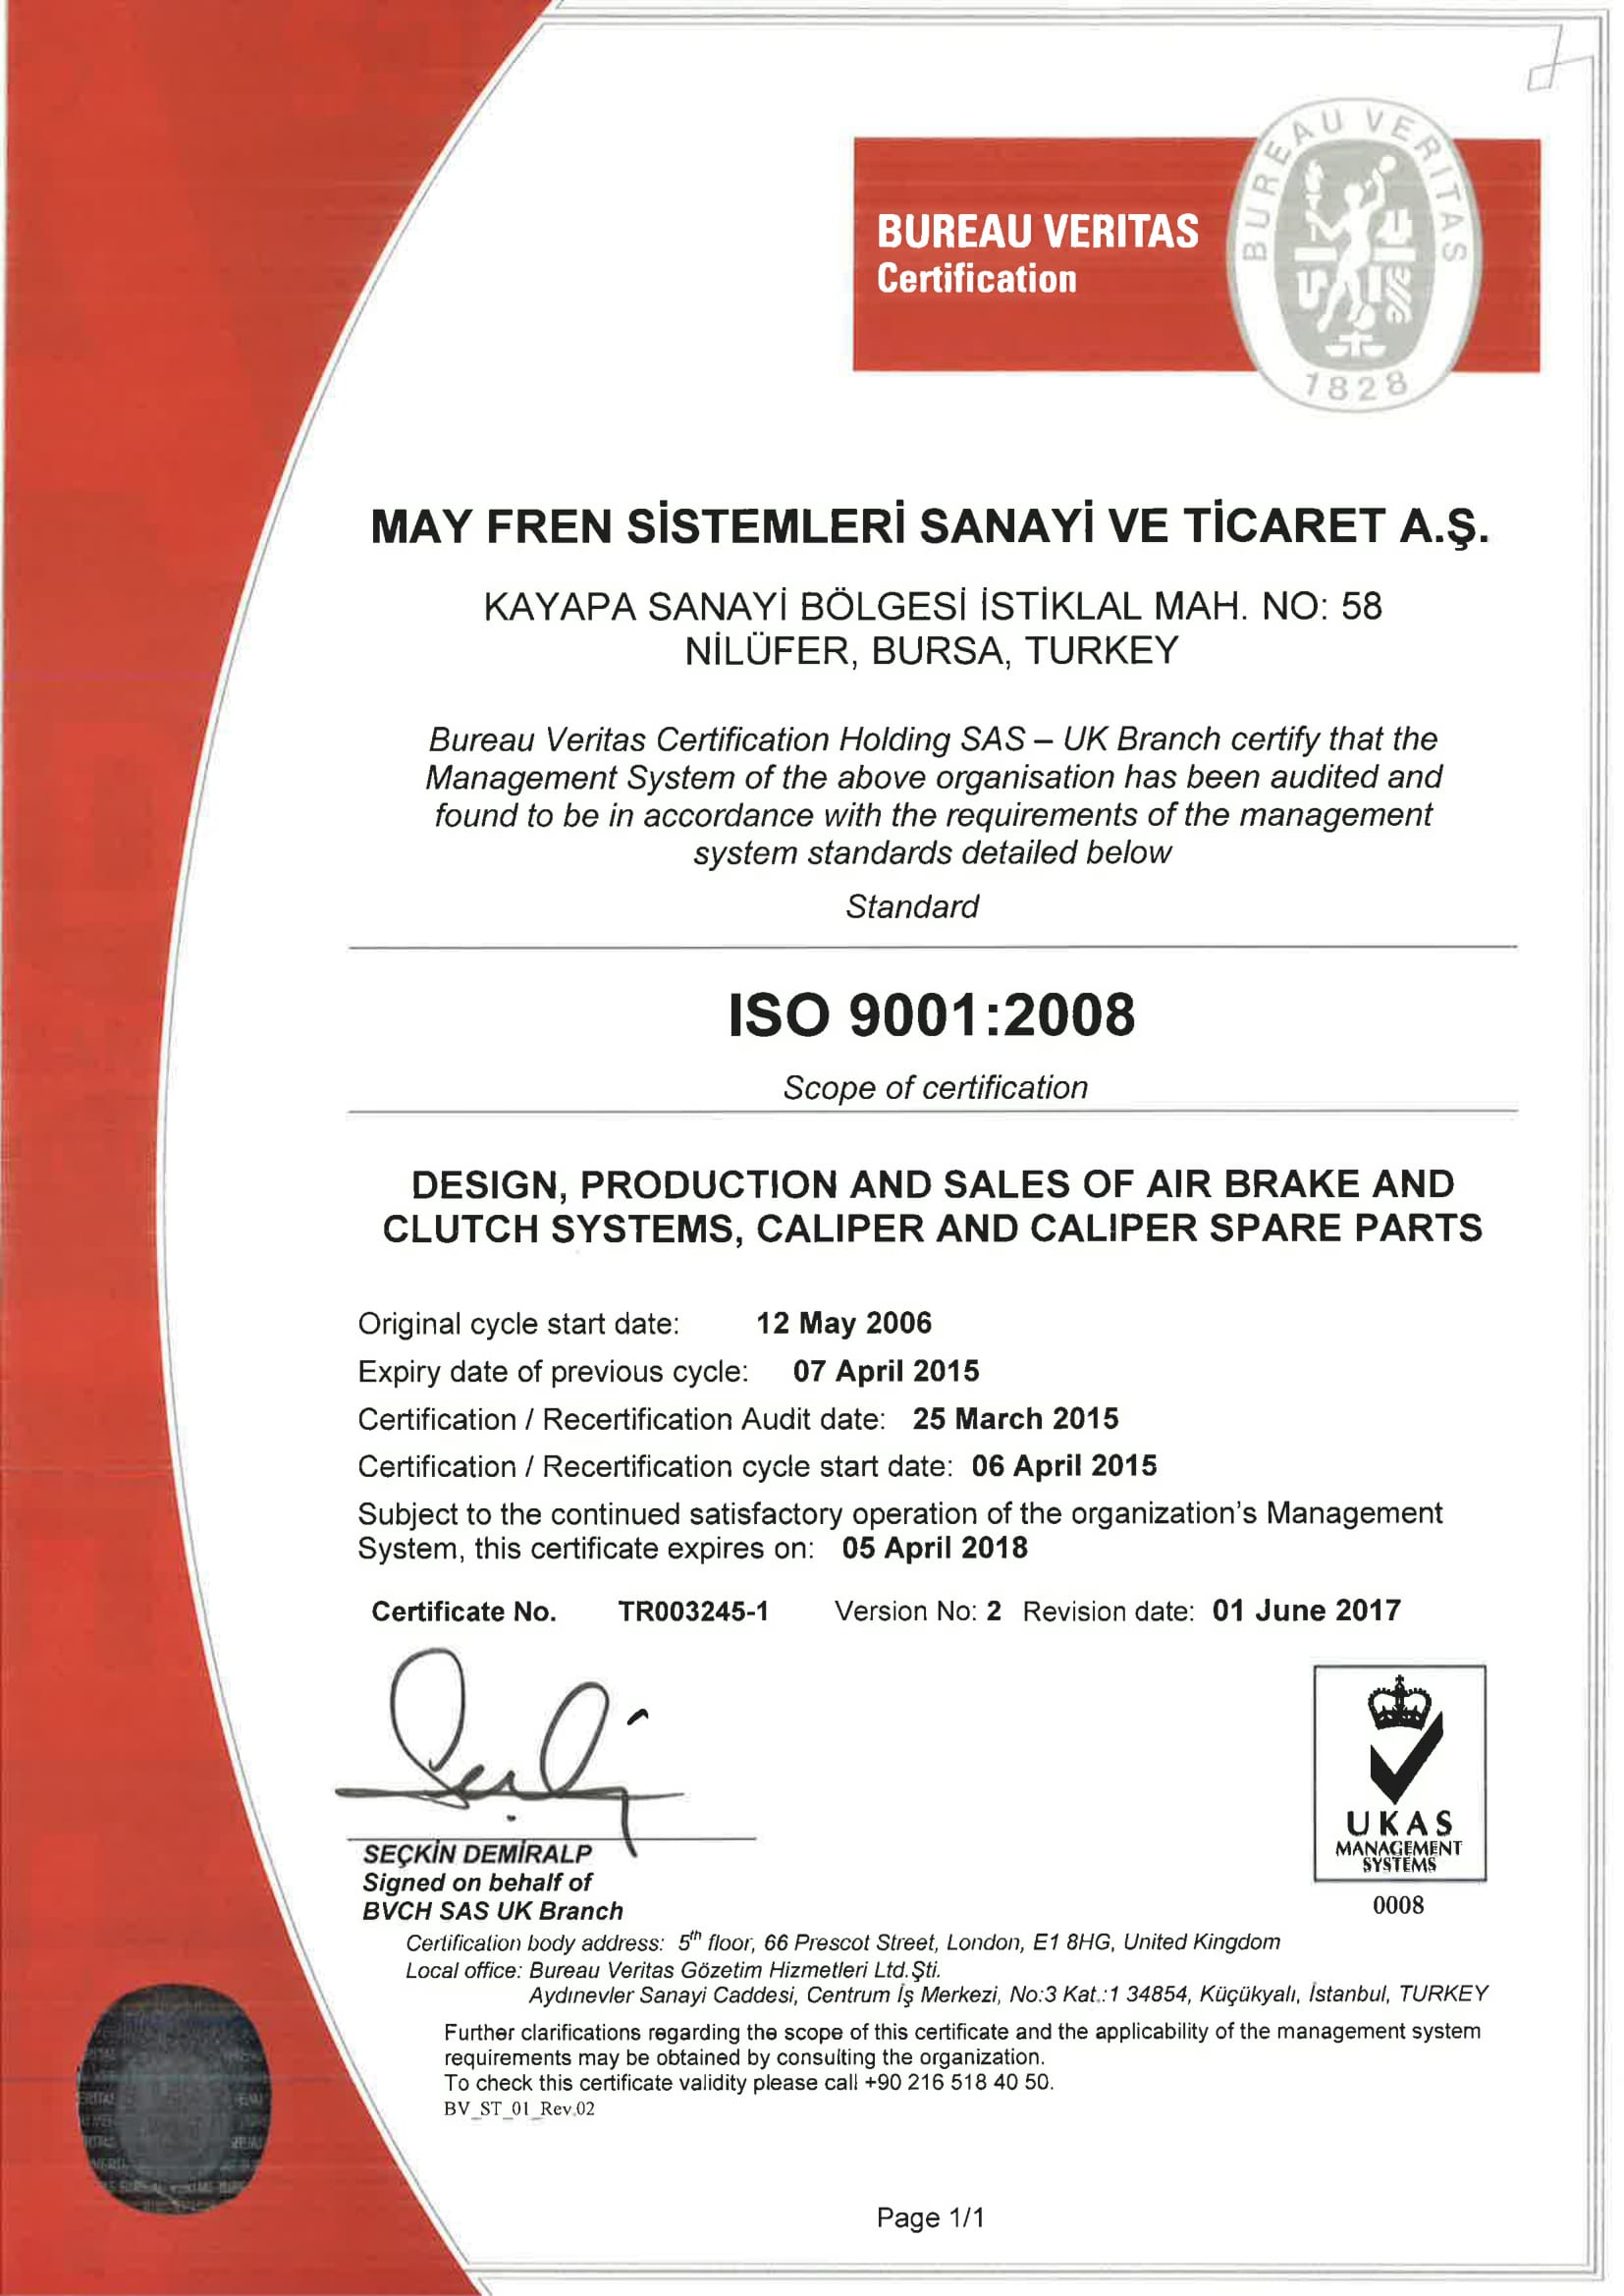 BUREAU VERITAS
Certification
BUREAU VERITAS
1828
MAY FREN SİSTEMLERİ SANAYİ VE TİCARET A.Ş.
KAYAPA SANAYİ BÖLGESİ İSTİKLAL MAH. NO: 58
NİLÜFER, BURSA, TURKEY
Bureau Veritas Certification Holding SAS – UK Branch certify that the
Management System of the above organisation has been audited and
found to be in accordance with the requirements of the management
system standards detailed below
Standard
ISO 9001:2008
Scope of certification
DESIGN, PRODUCTION AND SALES OF AIR BRAKE AND
CLUTCH SYSTEMS, CALIPER AND CALIPER SPARE PARTS
Original cycle start date: 12 May 2006
Expiry date of previous cycle: 07 April 2015
Certification / Recertification Audit date: 25 March 2015
Certification / Recertification cycle start date: 06 April 2015
Subject to the continued satisfactory operation of the organization's Management
System, this certificate expires on: 05 April 2018
Certificate No. TR003245-1 Version No: 2 Revision date: 01 June 2017
SEÇKİN DEMİRALP
Signed on behalf of
BVCH SAS UK Branch
UKAS
MANAGEMENT
SYSTEMS
0008
Certification body address: 5th floor, 66 Prescot Street, London, E1 8HG, United Kingdom
Local office: Bureau Veritas Gözetim Hizmetleri Ltd.Şti.
Aydınevler Sanayi Caddesi, Centrum İş Merkezi, No:3 Kat.:1 34854, Küçükyalı, İstanbul, TURKEY
Further clarifications regarding the scope of this certificate and the applicability of the management system
requirements may be obtained by consulting the organization.
To check this certificate validity please call +90 216 518 40 50.
BV_ST_01_Rev.02
Page 1/1